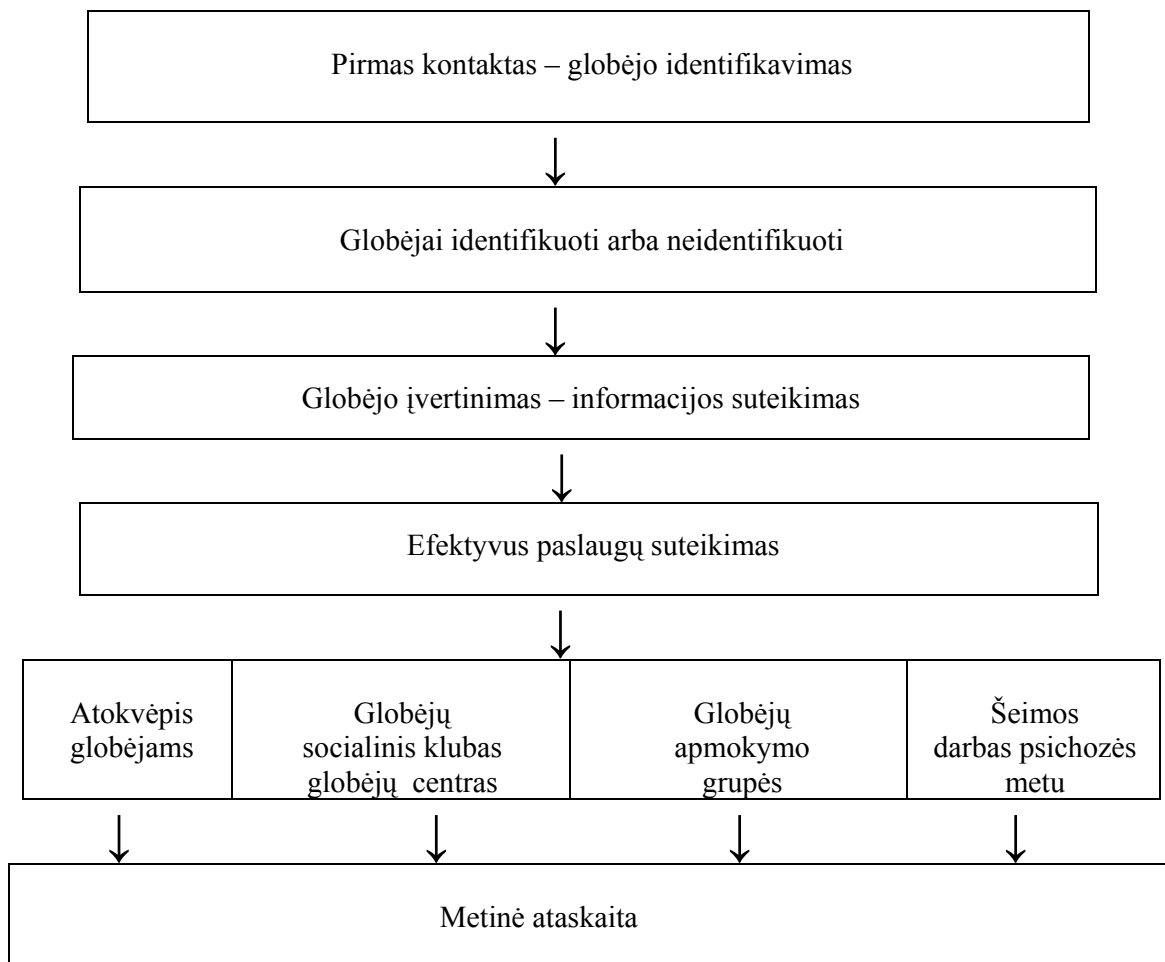 Pirmas kontaktas – globėjo identifikavimas
Globėjai identifikuoti arba neidentifikuoti
Globėjo įvertinimas – informacijos suteikimas
Efektyvus paslaugų suteikimas
Atokvėpis
globėjams
Globėjų
socialinis klubas
globėjų centras
Globėjų
apmokymo
grupės
Šeimos
darbas psichozės
metu
Metinė ataskaita